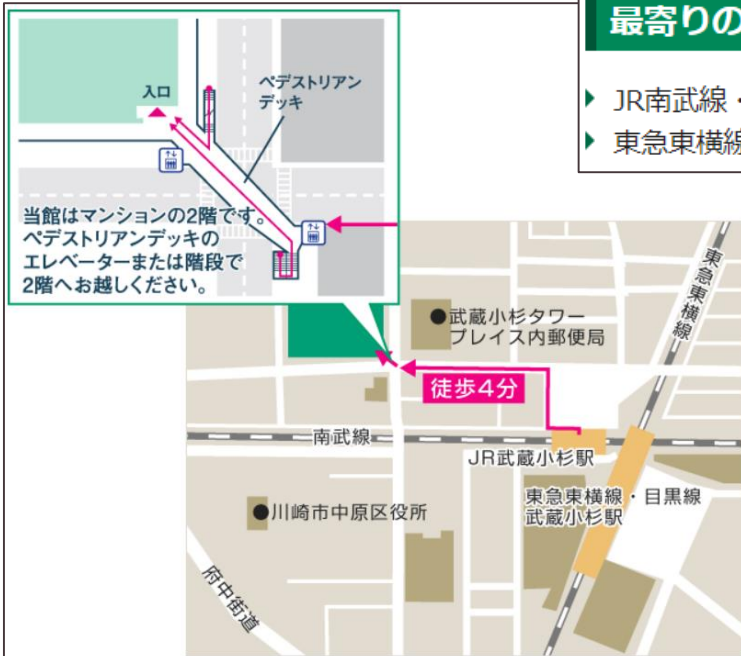 最寄りの
JR南武線・
東急東横線
入口
ペデストリアン
デッキ
当館はマンションの2階です。
ペデストリアンデッキの
エレベーターまたは階段で
2階へお越しください。
東急東横線
●武蔵小杉タワー
プレイス内郵便局
徒歩4分
南武線
JR武蔵小杉駅
東急東横線・目黒線
武蔵小杉駅
●川崎市中原区役所
府中街道